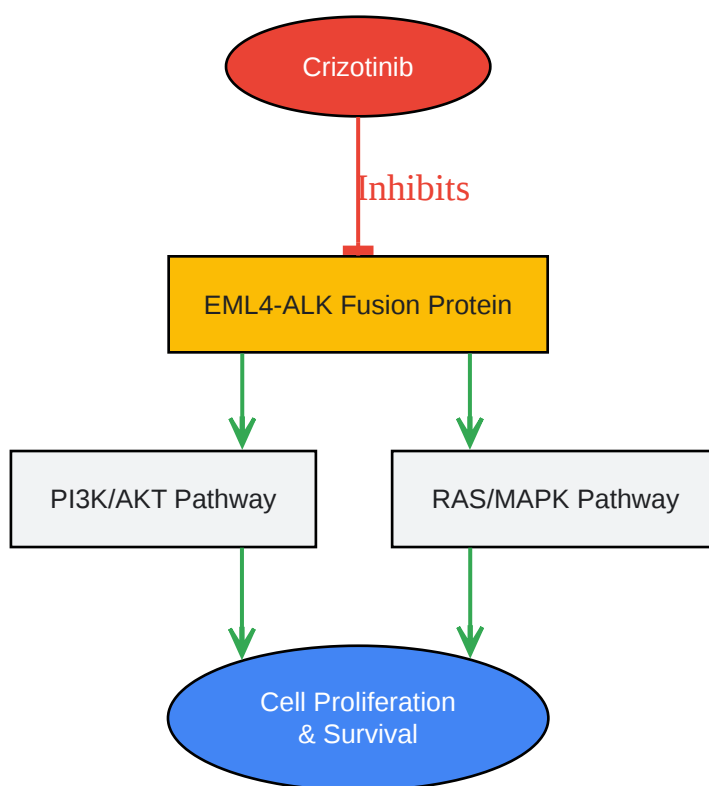 Crizotinib
Inhibits
EML4-ALK Fusion Protein
PI3K/AKT Pathway
RAS/MAPK Pathway
Cell Proliferation
& Survival